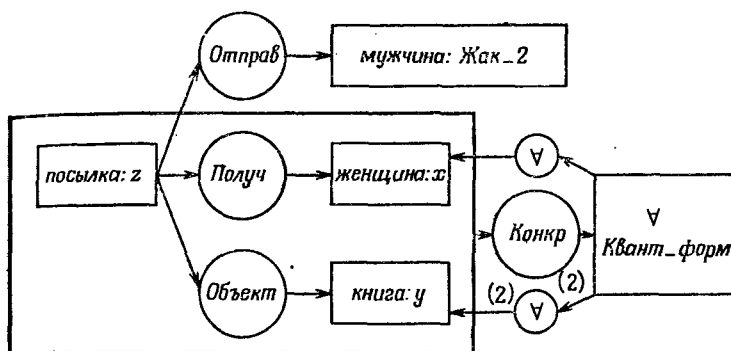 Отправ
мужчина: Жак_2
посылка: z
Получ
женщина: x
∀
Конкр
∀
Квант_форм
Объект
книга: y
(2)
∀
(2)